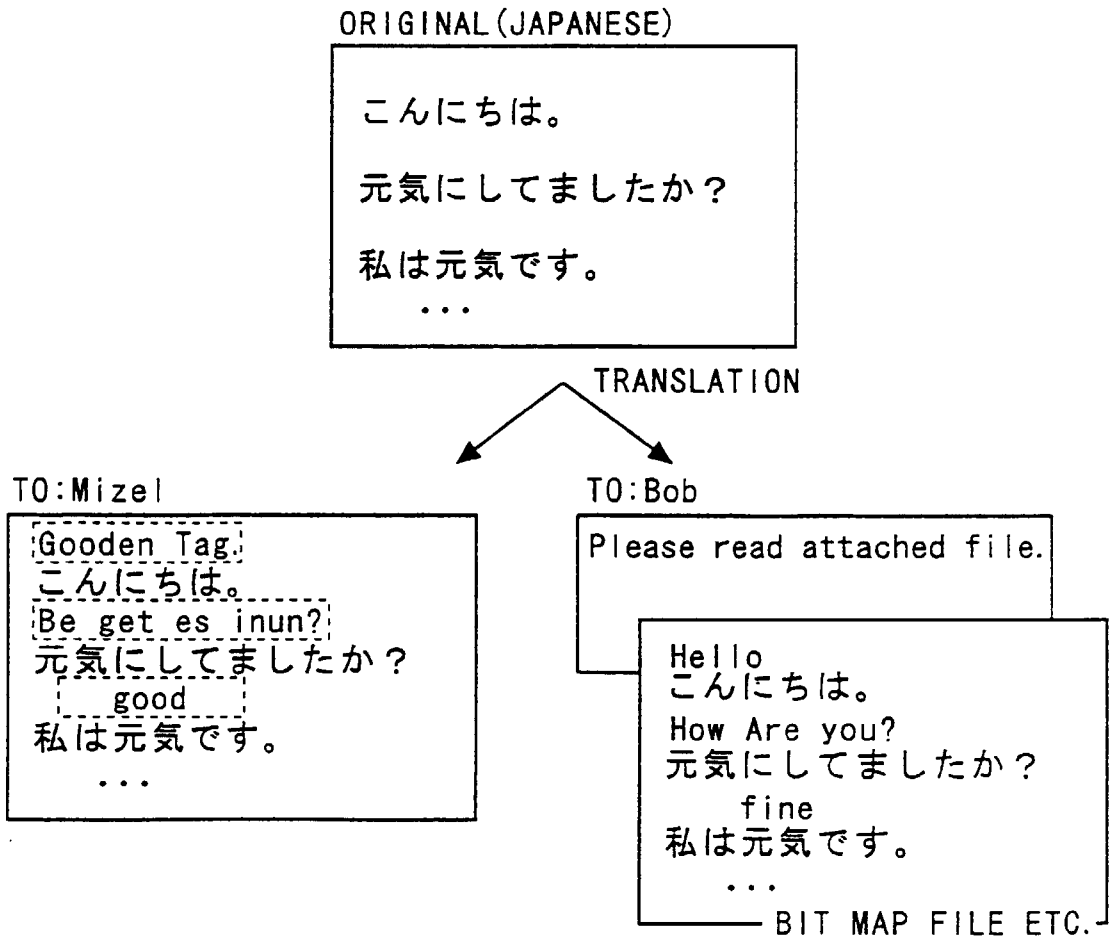 ORIGINAL(JAPANESE)
こんにちは。
元気にしてましたか？
私は元気です。
...
TRANSLATION
TO:Mizel
Gooden Tag.
こんにちは。
Be get es inun?
元気にしてましたか？
good
私は元気です。
...
TO:Bob
Please read attached file.
Hello
こんにちは。
How Are you?
元気にしてましたか？
fine
私は元気です。
...
BIT MAP FILE ETC.